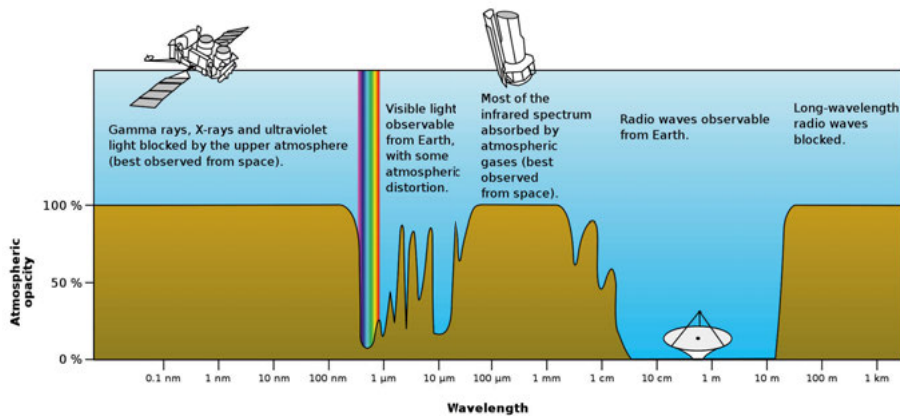 Gamma rays, X-rays and ultraviolet
light blocked by the upper atmosphere
(best observed from space).
Visible light
observable
from Earth,
with some
atmospheric
distortion.
Most of the
infrared spectrum
absorbed by
atmospheric
gases (best
observed
from space).
Radio waves observable
from Earth.
Long-wavelength
radio waves
blocked.
Atmospheric
opacity
100 %
50 %
0 %
0.1 nm 1 nm 10 nm 100 nm 1 μm 10 μm 100 μm 1 mm 1 cm 10 cm 1 m 10 m 100 m 1 km
Wavelength